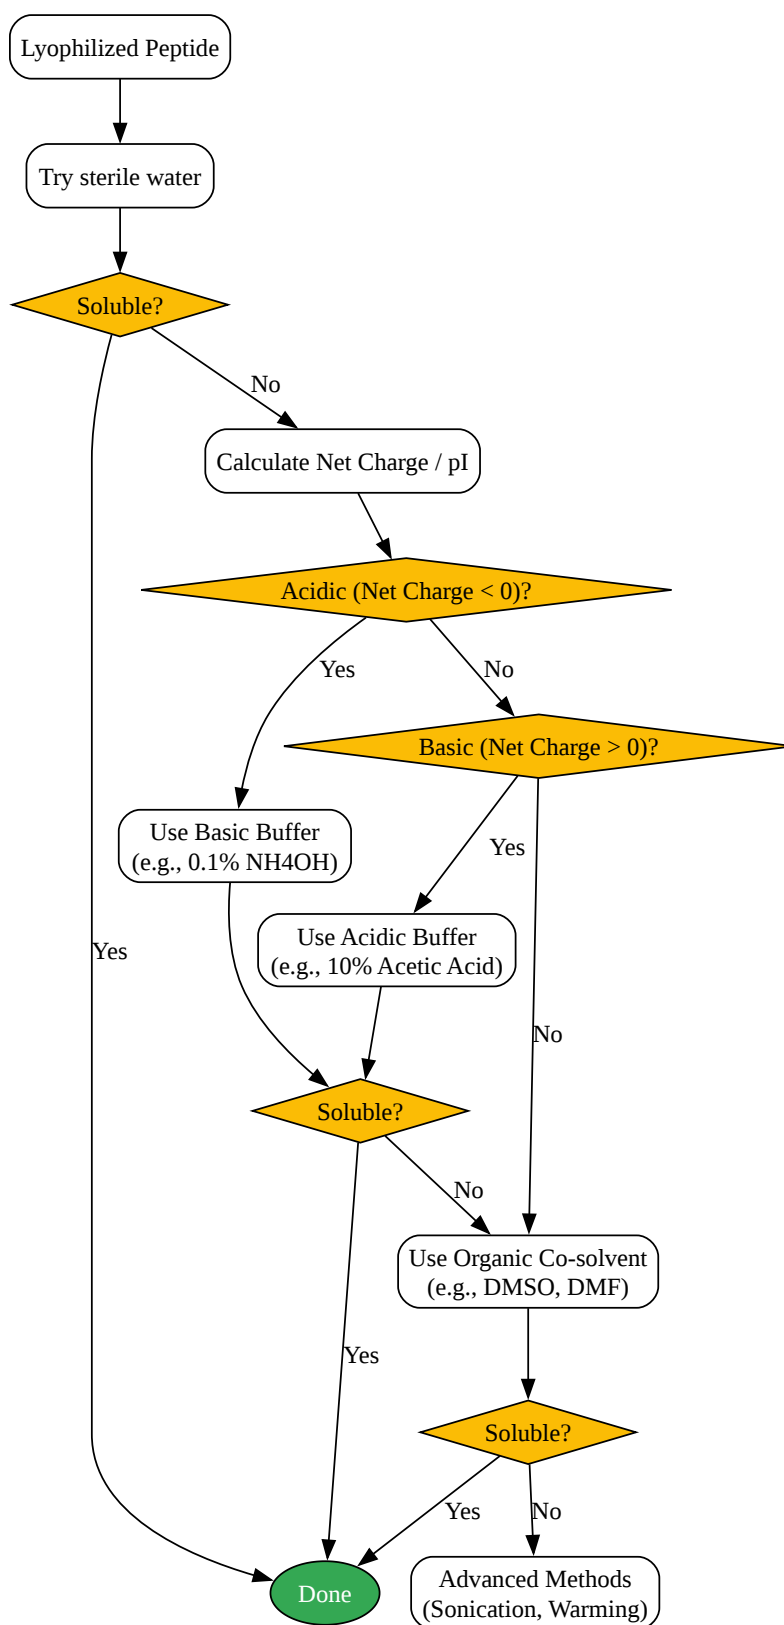 Lyophilized Peptide
Try sterile water
Soluble?
No
Calculate Net Charge / pI
Acidic (Net Charge < 0)?
Yes
No
Basic (Net Charge > 0)?
Use Basic Buffer
(e.g., 0.1% NH4OH)
Yes
Use Acidic Buffer
(e.g., 10% Acetic Acid)
Yes
No
Soluble?
No
Use Organic Co-solvent
(e.g., DMSO, DMF)
Yes
Soluble?
Yes
No
Done
Advanced Methods
(Sonication, Warming)